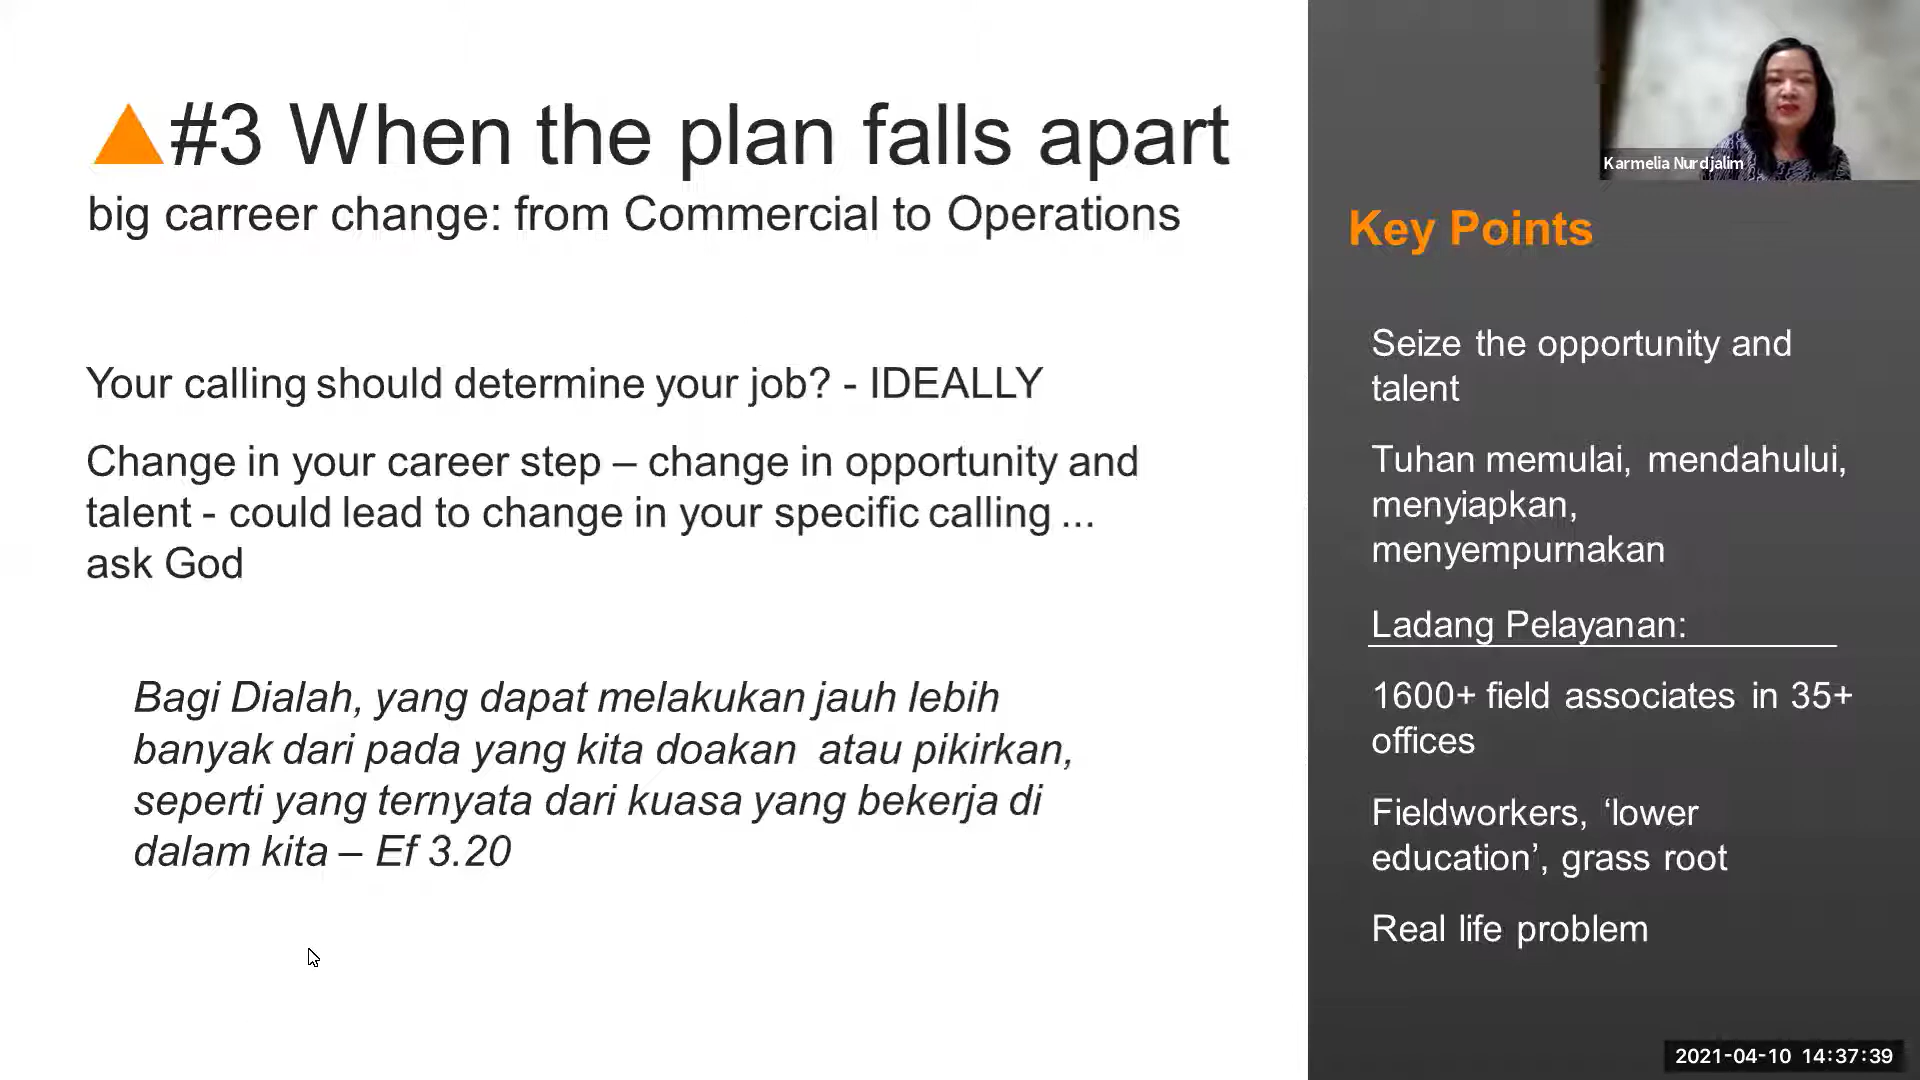 #3 When the plan falls apart
big carreer change: from Commercial to Operations
Your calling should determine your job? - IDEALLY
Change in your career step – change in opportunity and
talent - could lead to change in your specific calling ...
ask God
Bagi Dialah, yang dapat melakukan jauh lebih
banyak dari pada yang kita doakan  atau pikirkan,
seperti yang ternyata dari kuasa yang bekerja di
dalam kita – Ef 3.20
Karmelia Nurdjalim
Key Points
Seize the opportunity and
talent
Tuhan memulai, mendahului,
menyiapkan,
menyempurnakan
Ladang Pelayanan:
1600+ field associates in 35+
offices
Fieldworkers, ‘lower
education’, grass root
Real life problem
2021-04-10 14:37:39